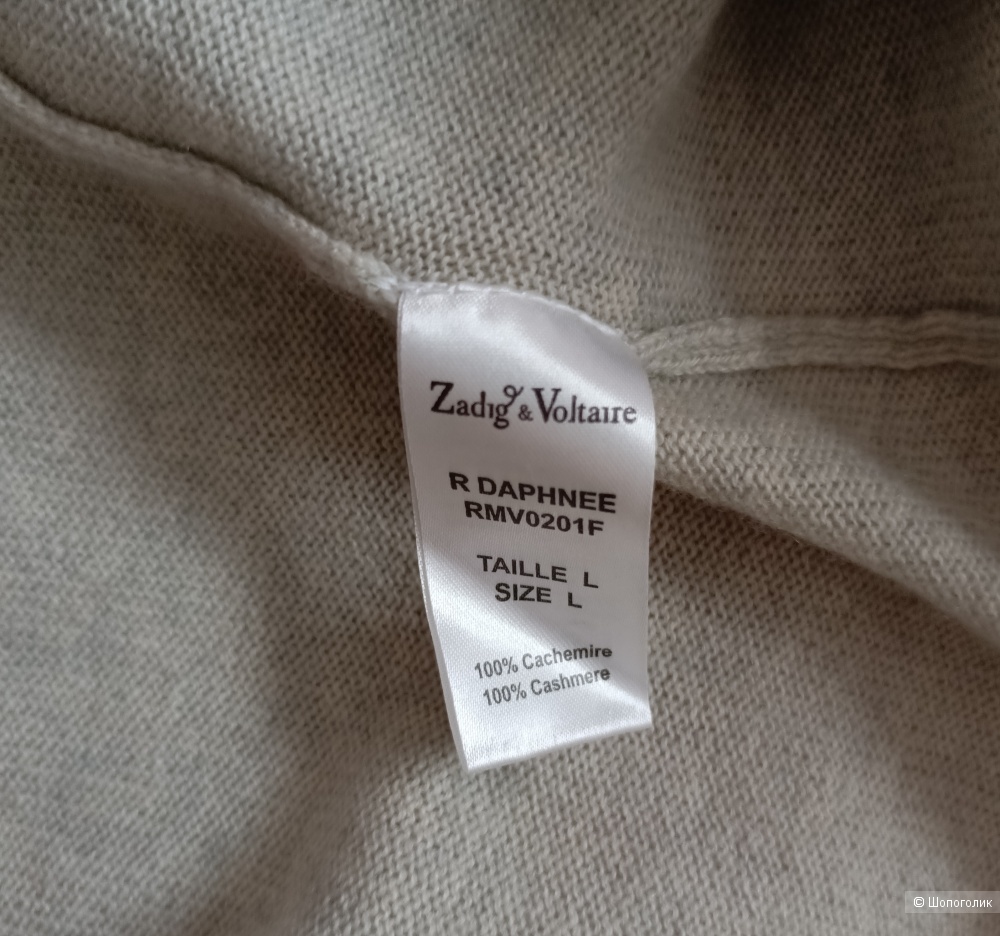 Zadig & Voltaire
R DAPHNEE
RMV0201F
TAILLE L
SIZE L
100% Cachemire
100% Cashmere
© Шопоголик